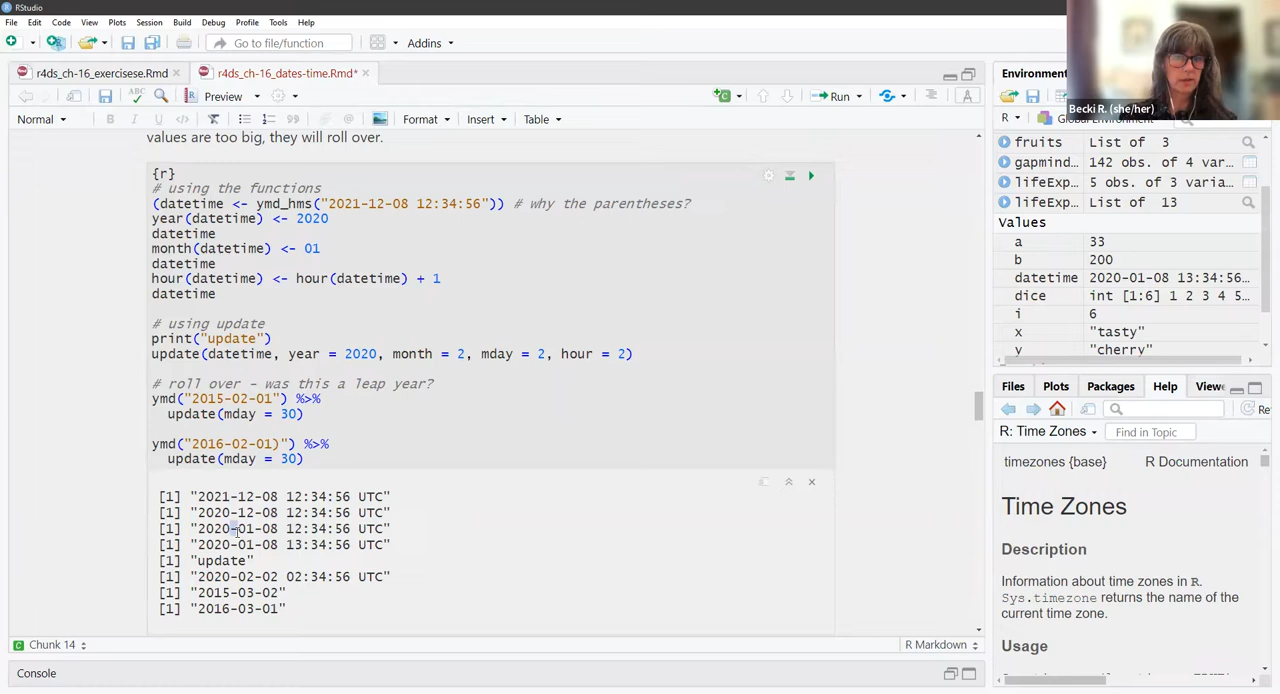 RStudio
File Edit Code View Plots Session Build Debug Profile Tools Help
Go to file/function
Addins
r4ds_ch-16_exercisese.Rmd
r4ds_ch-16_dates-time.Rmd*
ABC
Preview
Run
Normal
B I U
Format
Insert
Table
values are too big, they will roll over.
{r}
# using the functions
(datetime <- ymd_hms("2021-12-08 12:34:56")) # why the parentheses?
year(datetime) <- 2020
datetime
month(datetime) <- 01
datetime
hour(datetime) <- hour(datetime) + 1
datetime
# using update
print("update")
update(datetime, year = 2020, month = 2, mday = 2, hour = 2)
# roll over - was this a leap year?
ymd("2015-02-01") %>%
update(mday = 30)
ymd("2016-02-01)") %>%
update(mday = 30)
[1] "2021-12-08 12:34:56 UTC"
[1] "2020-12-08 12:34:56 UTC"
[1] "2020-01-08 12:34:56 UTC"
[1] "2020-01-08 13:34:56 UTC"
[1] "update"
[1] "2020-02-02 02:34:56 UTC"
[1] "2015-03-02"
[1] "2016-03-01"
Chunk 14
R Markdown
Console
Becki R. (she/her)
Environ
R
Global Environment
fruits List of 3
gapmind… 142 obs. of 4 var…
lifeExp… 5 obs. of 3 varia…
lifeExp… List of 13
Values
a 33
b 200
datetime 2020-01-08 13:34:56…
dice int [1:6] 1 2 3 4 5…
i 6
x "tasty"
y "cherry"
Files Plots Packages Help View
Re
R: Time Zones
Find in Topic
timezones {base} R Documentation
Time Zones
Description
Information about time zones in R.
Sys.timezone returns the name of the
current time zone.
Usage